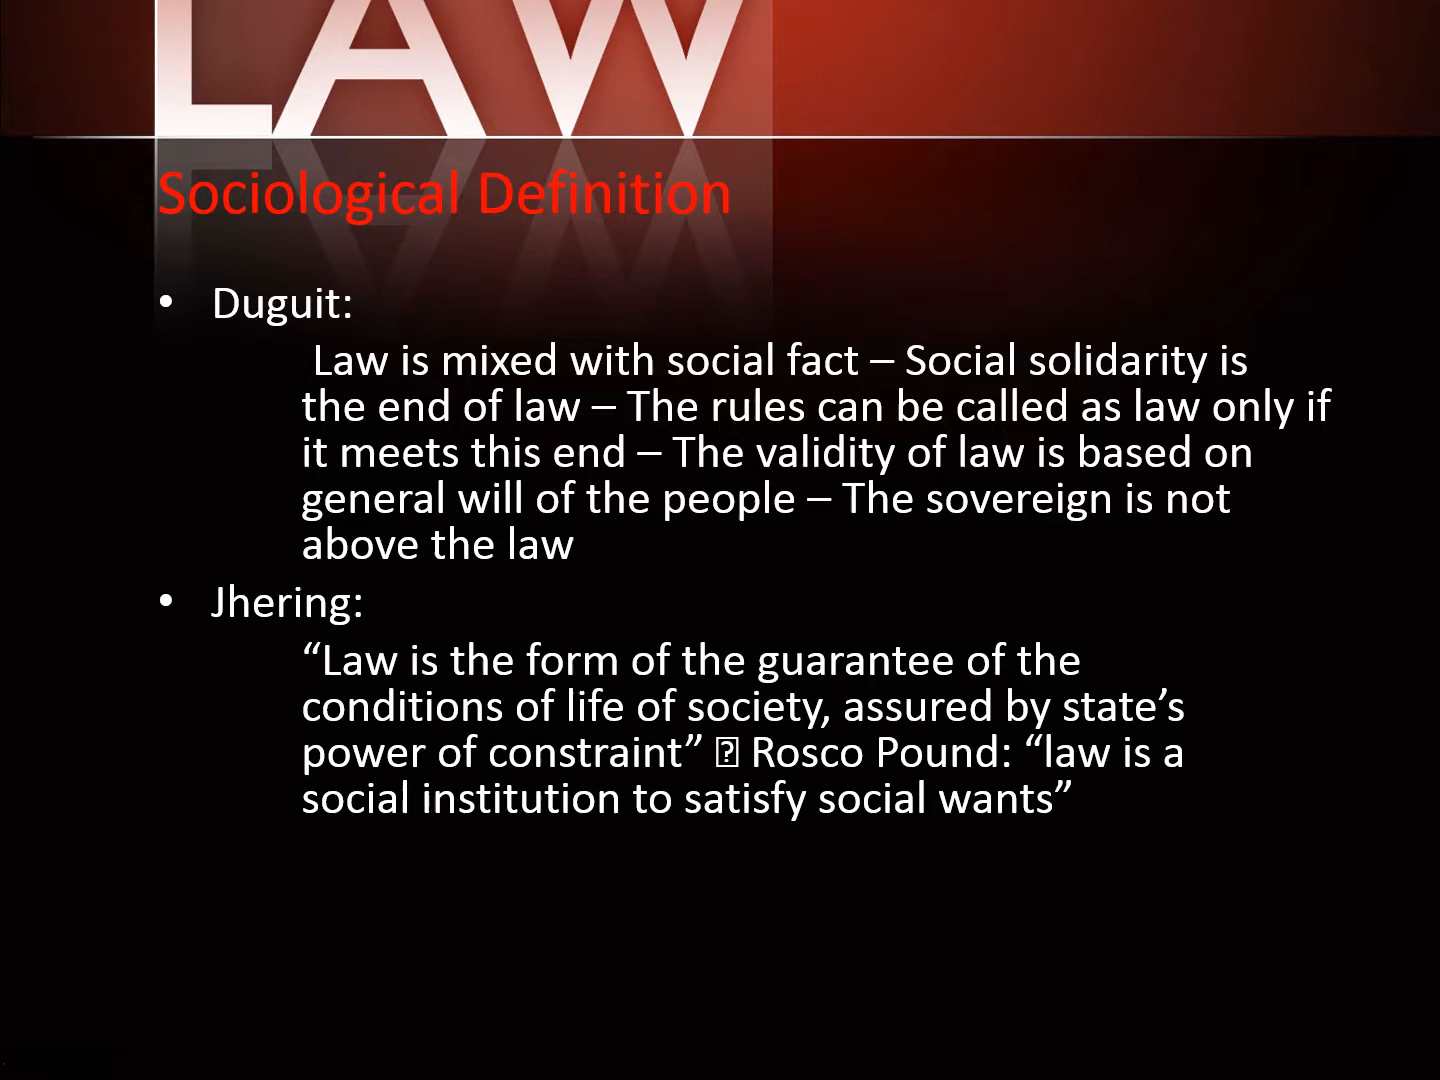 LAW
Sociological Definition
• Duguit:
Law is mixed with social fact – Social solidarity is
the end of law – The rules can be called as law only if
it meets this end – The validity of law is based on
general will of the people – The sovereign is not
above the law
• Jhering:
“Law is the form of the guarantee of the
conditions of life of society, assured by state’s
power of constraint” ⍰ Rosco Pound: “law is a
social institution to satisfy social wants”